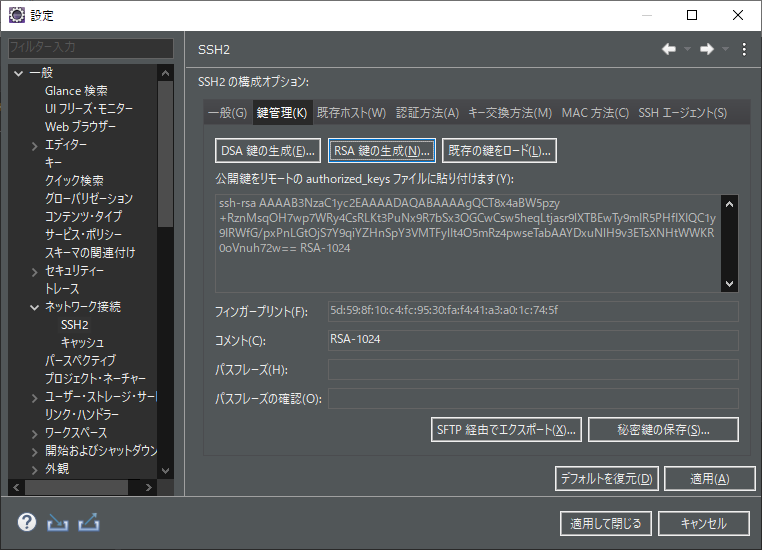 設定
フィルター入力
一般
Glance 検索
UI フリーズ・モニター
Web ブラウザー
エディター
キー
クイック検索
グローバリゼーション
コンテンツ・タイプ
サービス・ポリシー
スキーマの関連付け
セキュリティー
トレース
ネットワーク接続
SSH2
キャッシュ
パースペクティブ
プロジェクト・ネーチャー
ユーザー・ストレージ・サー
リンク・ハンドラー
ワークスペース
開始およびシャットダウン
外観
SSH2
SSH2 の構成オプション:
一般(G) 鍵管理(K) 既存ホスト(W) 認証方法(A) キー交換方法(M) MAC 方法(C) SSH エージェント(S)
DSA 鍵の生成(E)... RSA 鍵の生成(N)... 既存の鍵をロード(L)...
公開鍵をリモートの authorized_keys ファイルに貼り付けます(Y):
ssh-rsa AAAAB3NzaC1yc2EAAAADAQABAAAAgQCT8x4aBW5pzy
+RznMsqOH7wp7WRy4CsRLKt3PuNx9R7bSx3OGCwCsw5heqLtjasr9IXTBEwTy9mlR5PHflXIQC1y
9lRWfG/pxPnLGtOjS7Y9qiYZHnSpY3VMTFyllt4O5mRz4pwseTabAAYDxuNIH9v3ETsXNHtWWKR
0oVnuh72w== RSA-1024
フィンガープリント(F): 5d:59:8f:10:c4:fc:95:30:fa:f4:41:a3:a0:1c:74:5f
コメント(C): RSA-1024
パスフレーズ(H):
パスフレーズの確認(O):
SFTP 経由でエクスポート(X)... 秘密鍵の保存(S)...
デフォルトを復元(D) 適用(A)
適用して閉じる キャンセル